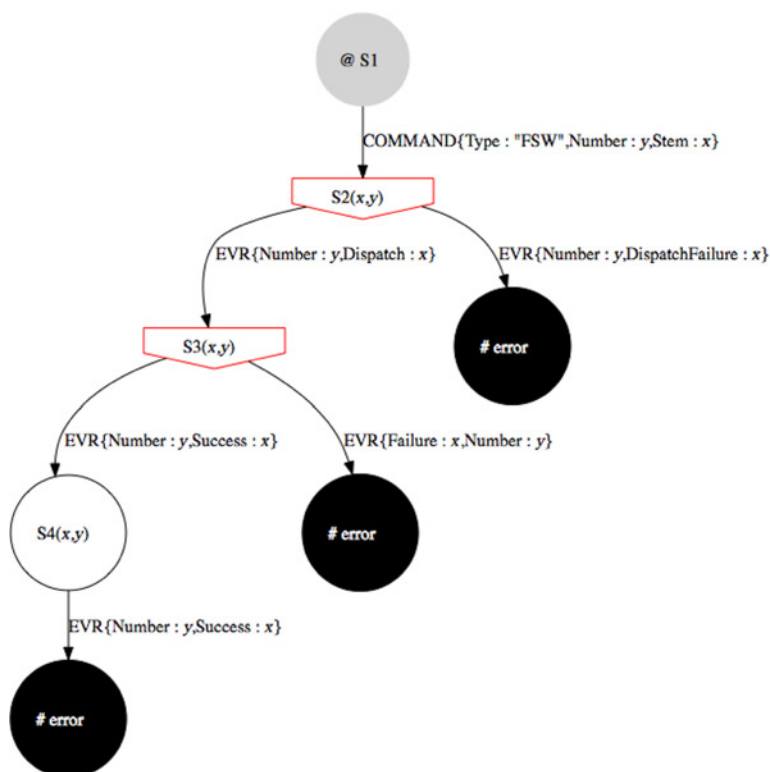 @ S1
COMMAND{Type : "FSW",Number : y,Stem : x}
S2(x,y)
EVR{Number : y,Dispatch : x}
EVR{Number : y,DispatchFailure : x}
S3(x,y)
# error
EVR{Number : y,Success : x}
EVR{Failure : x,Number : y}
S4(x,y)
# error
EVR{Number : y,Success : x}
# error